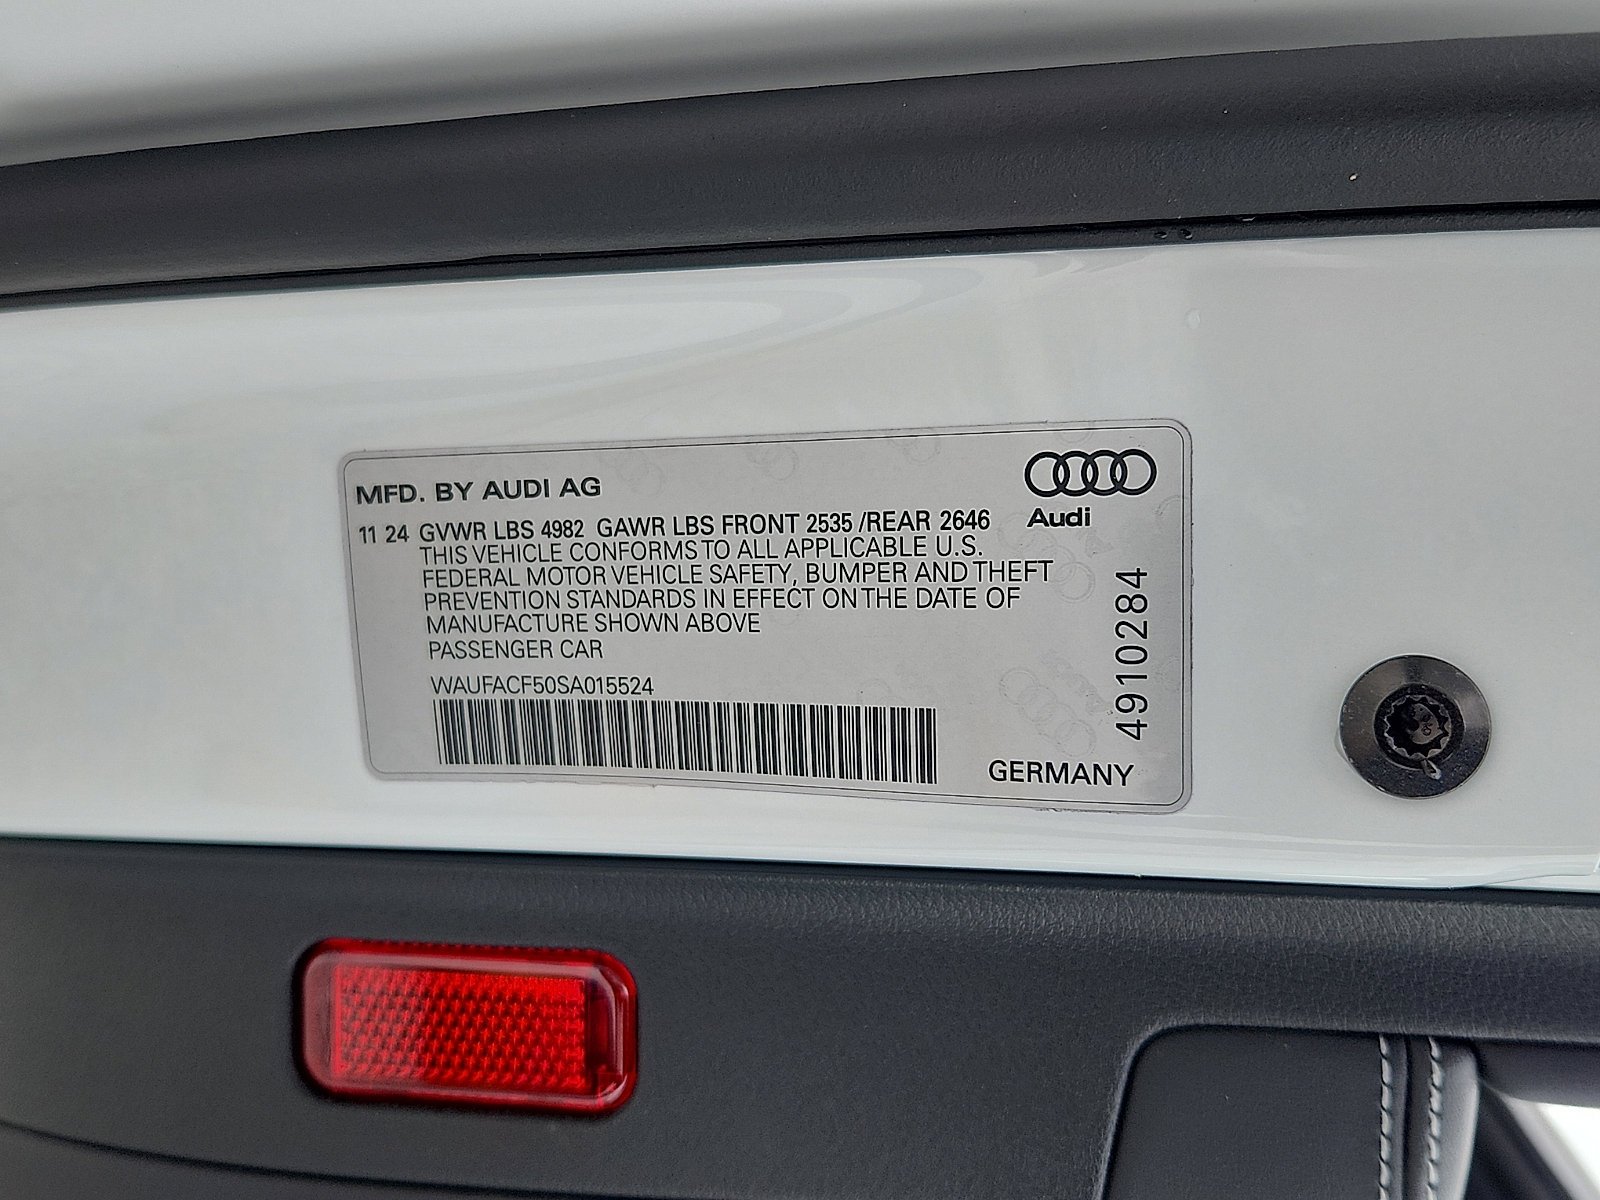 MFD. BY AUDI AG
Audi
11 24 GVWR LBS 4982 GAWR LBS FRONT 2535 /REAR 2646
THIS VEHICLE CONFORMS TO ALL APPLICABLE U.S.
FEDERAL MOTOR VEHICLE SAFETY, BUMPER AND THEFT
PREVENTION STANDARDS IN EFFECT ON THE DATE OF
MANUFACTURE SHOWN ABOVE
PASSENGER CAR
WAUFACF50SA015524
4910284
GERMANY